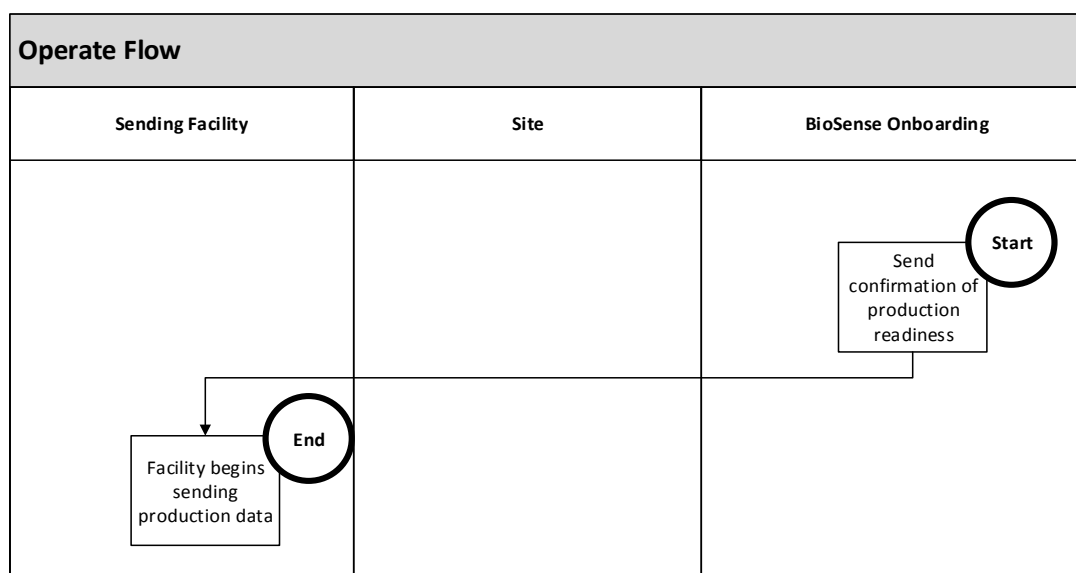 Operate Flow
Sending Facility
Site
BioSense Onboarding
Start
Send
confirmation of
production
readiness
End
Facility begins
sending
production data